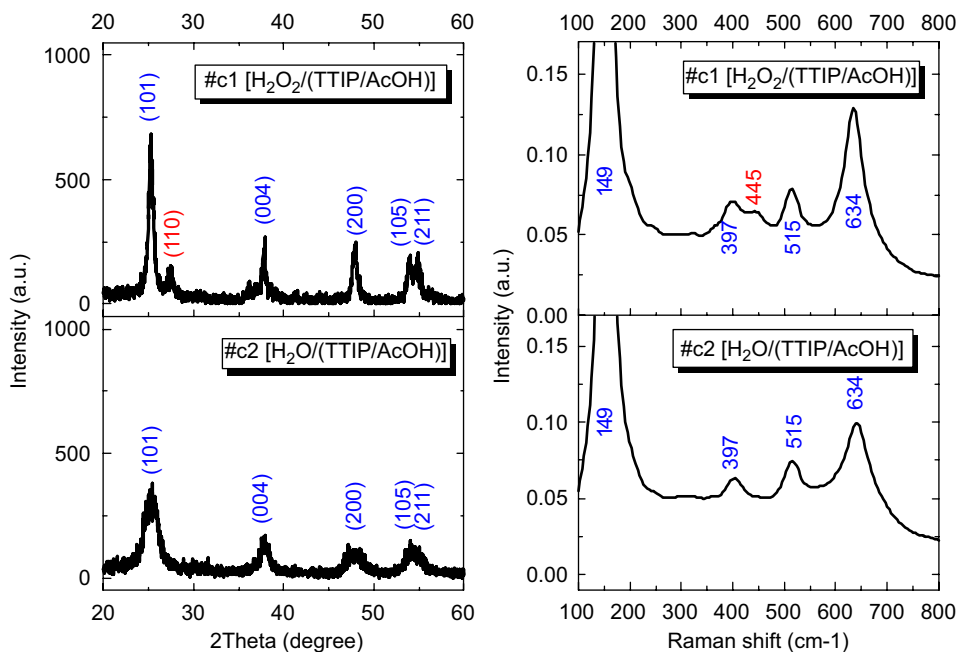 20 30 40 50 60
1000
500
0
#c1 [H₂O₂/(TTIP/AcOH)]
(101)
(110)
(004)
(200)
(105)
(211)
1000
500
0
#c2 [H₂O/(TTIP/AcOH)]
(101)
(004)
(200)
(105)
(211)
20 30 40 50 60
2Theta (degree)
Intensity (a.u.)
100 200 300 400 500 600 700 800
0.15
0.10
0.05
0.00
#c1 [H₂O₂/(TTIP/AcOH)]
149
397
445
515
634
0.15
0.10
0.05
0.00
#c2 [H₂O/(TTIP/AcOH)]
149
397
515
634
100 200 300 400 500 600 700 800
Raman shift (cm-1)
Intensity (a.u.)